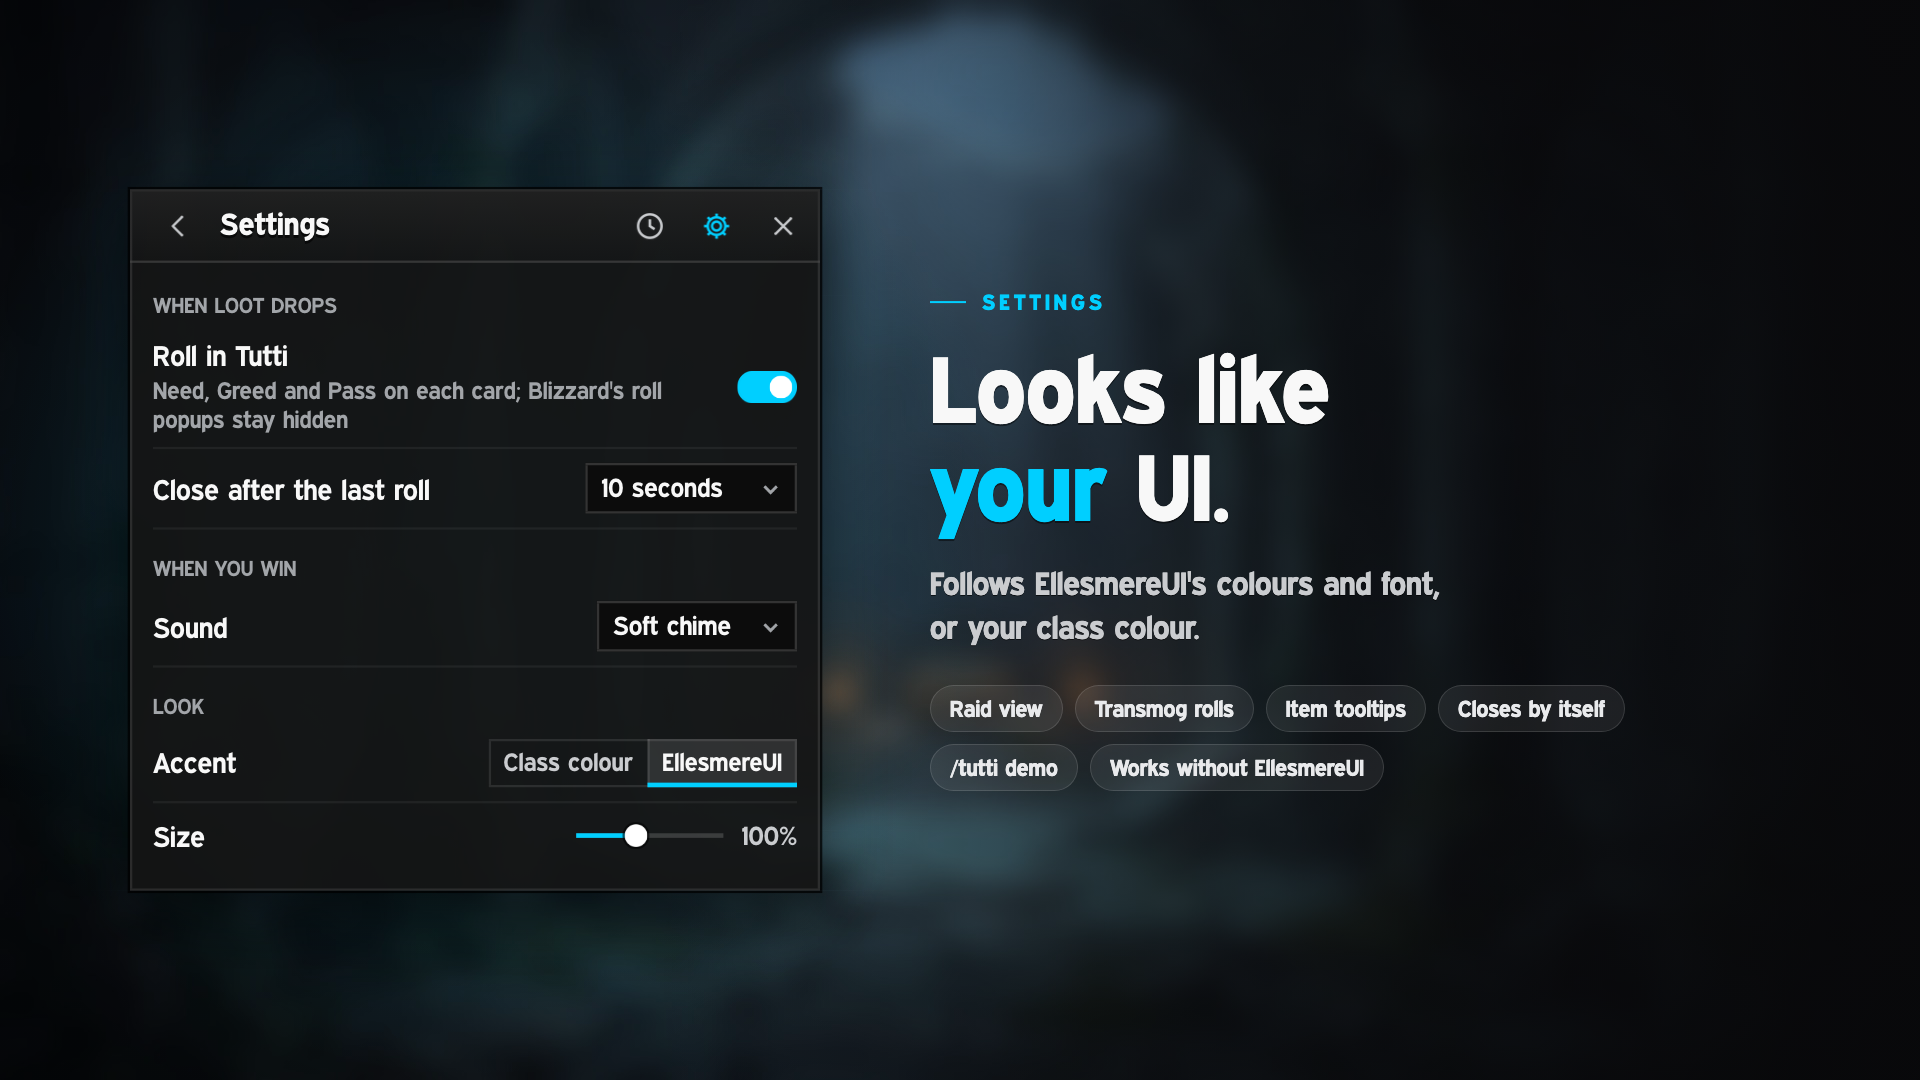 Settings
WHEN LOOT DROPS
Roll in Tutti
Need, Greed and Pass on each card; Blizzard's roll
popups stay hidden
Close after the last roll
10 seconds
WHEN YOU WIN
Sound
Soft chime
LOOK
Accent
Class colour
EllesmereUI
Size
100%
SETTINGS
Looks like
your UI.
Follows EllesmereUI's colours and font,
or your class colour.
Raid view
Transmog rolls
Item tooltips
Closes by itself
/tutti demo
Works without EllesmereUI